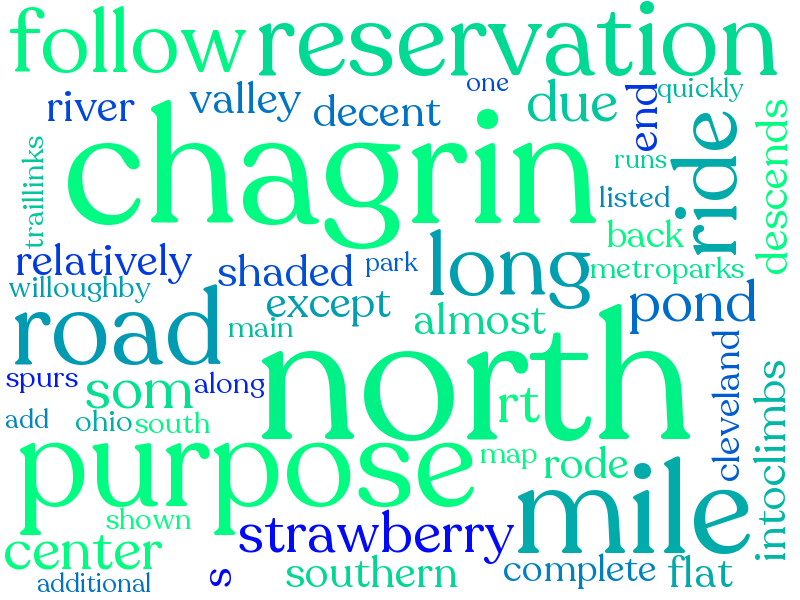 follow reservation
one
quickly
river valley decent due end
chagrin
ride
descends
traillinks
runs
listed
back
relatively shaded park long metroparks
willoughby
except
pond
road main almost
north
spurs som along rt
cleveland
intoclimbs
add ohio south
purpose map rode mile
shown
strawberry
center
additional s southern complete flat